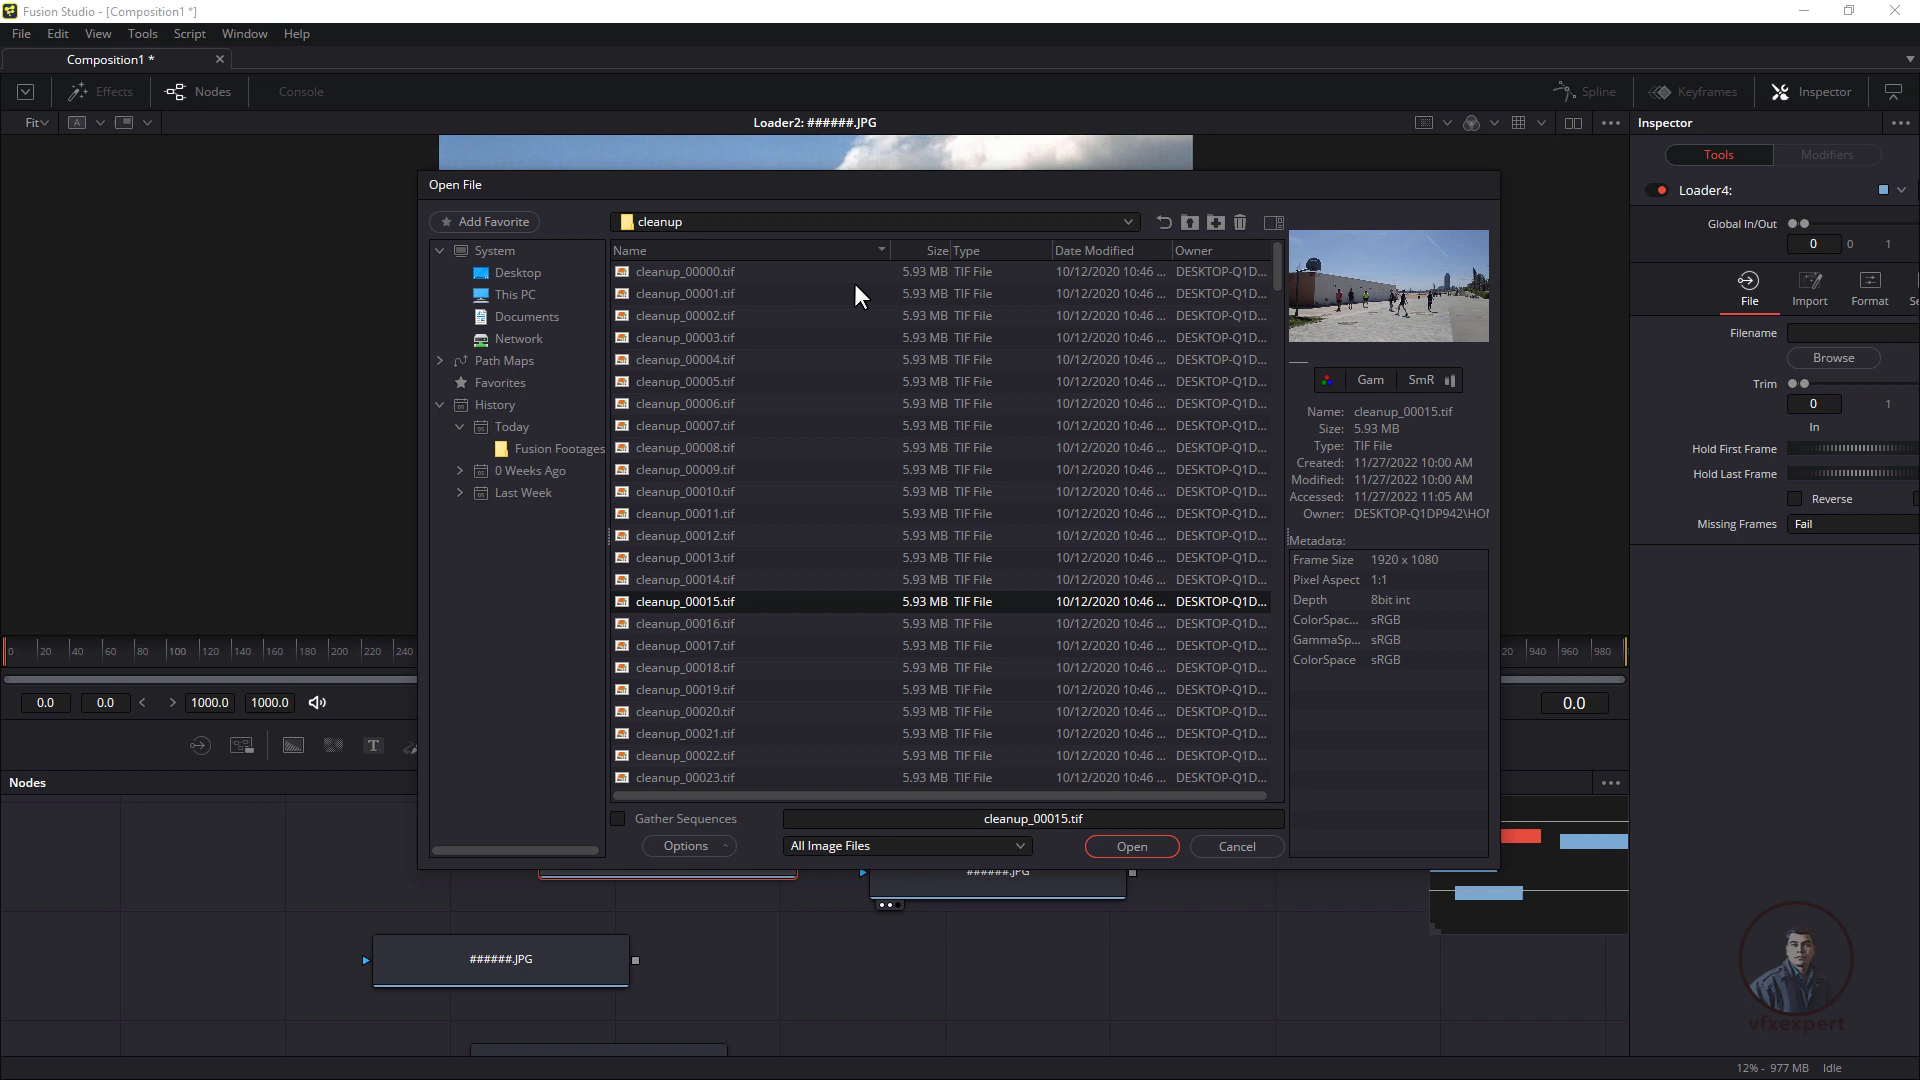 Fusion Studio - [Composition1 *]
File Edit View Tools Script Window Help
Composition1 *
Effects Nodes Console Spline Keyframes Inspector
Fit A Loader2: ######.JPG Inspector
Tools Modifiers
Open File
Loader4:
Add Favorite cleanup
Global In/Out 0 0 1
Name Size Type Date Modified Owner
System
Desktop
This PC
Documents
Network
Path Maps
Favorites
History
Today
Fusion Footages
0 Weeks Ago
Last Week
cleanup_00000.tif 5.93 MB TIF File 10/12/2020 10:46 ... DESKTOP-Q1D...
cleanup_00001.tif 5.93 MB TIF File 10/12/2020 10:46 ... DESKTOP-Q1D...
cleanup_00002.tif 5.93 MB TIF File 10/12/2020 10:46 ... DESKTOP-Q1D...
cleanup_00003.tif 5.93 MB TIF File 10/12/2020 10:46 ... DESKTOP-Q1D...
cleanup_00004.tif 5.93 MB TIF File 10/12/2020 10:46 ... DESKTOP-Q1D...
cleanup_00005.tif 5.93 MB TIF File 10/12/2020 10:46 ... DESKTOP-Q1D...
cleanup_00006.tif 5.93 MB TIF File 10/12/2020 10:46 ... DESKTOP-Q1D...
cleanup_00007.tif 5.93 MB TIF File 10/12/2020 10:46 ... DESKTOP-Q1D...
cleanup_00008.tif 5.93 MB TIF File 10/12/2020 10:46 ... DESKTOP-Q1D...
cleanup_00009.tif 5.93 MB TIF File 10/12/2020 10:46 ... DESKTOP-Q1D...
cleanup_00010.tif 5.93 MB TIF File 10/12/2020 10:46 ... DESKTOP-Q1D...
cleanup_00011.tif 5.93 MB TIF File 10/12/2020 10:46 ... DESKTOP-Q1D...
cleanup_00012.tif 5.93 MB TIF File 10/12/2020 10:46 ... DESKTOP-Q1D...
cleanup_00013.tif 5.93 MB TIF File 10/12/2020 10:46 ... DESKTOP-Q1D...
cleanup_00014.tif 5.93 MB TIF File 10/12/2020 10:46 ... DESKTOP-Q1D...
cleanup_00015.tif 5.93 MB TIF File 10/12/2020 10:46 ... DESKTOP-Q1D...
cleanup_00016.tif 5.93 MB TIF File 10/12/2020 10:46 ... DESKTOP-Q1D...
cleanup_00017.tif 5.93 MB TIF File 10/12/2020 10:46 ... DESKTOP-Q1D...
cleanup_00018.tif 5.93 MB TIF File 10/12/2020 10:46 ... DESKTOP-Q1D...
cleanup_00019.tif 5.93 MB TIF File 10/12/2020 10:46 ... DESKTOP-Q1D...
cleanup_00020.tif 5.93 MB TIF File 10/12/2020 10:46 ... DESKTOP-Q1D...
cleanup_00021.tif 5.93 MB TIF File 10/12/2020 10:46 ... DESKTOP-Q1D...
cleanup_00022.tif 5.93 MB TIF File 10/12/2020 10:46 ... DESKTOP-Q1D...
cleanup_00023.tif 5.93 MB TIF File 10/12/2020 10:46 ... DESKTOP-Q1D...
Gam SmR
Name: cleanup_00015.tif
Size: 5.93 MB
Type: TIF File
Created: 11/27/2022 10:00 AM
Modified: 11/27/2022 10:00 AM
Accessed: 11/27/2022 11:05 AM
Owner: DESKTOP-Q1DP942\HO
Metadata:
Frame Size 1920 x 1080
Pixel Aspect 1:1
Depth 8bit int
ColorSpac... sRGB
GammaSp... sRGB
ColorSpace sRGB
Gather Sequences cleanup_00015.tif
Options All Image Files Open Cancel
File Import Format Se
Filename
Browse
Trim
0 1
In
Hold First Frame
Hold Last Frame
Reverse
Missing Frames Fail
0 20 40 60 80 100 120 140 160 180 200 220 240 20 940 960 980
0.0 0.0 < > 1000.0 1000.0 0.0
T
Nodes
######.JPG
######.JPG
vfxexpert
12% - 977 MB Idle